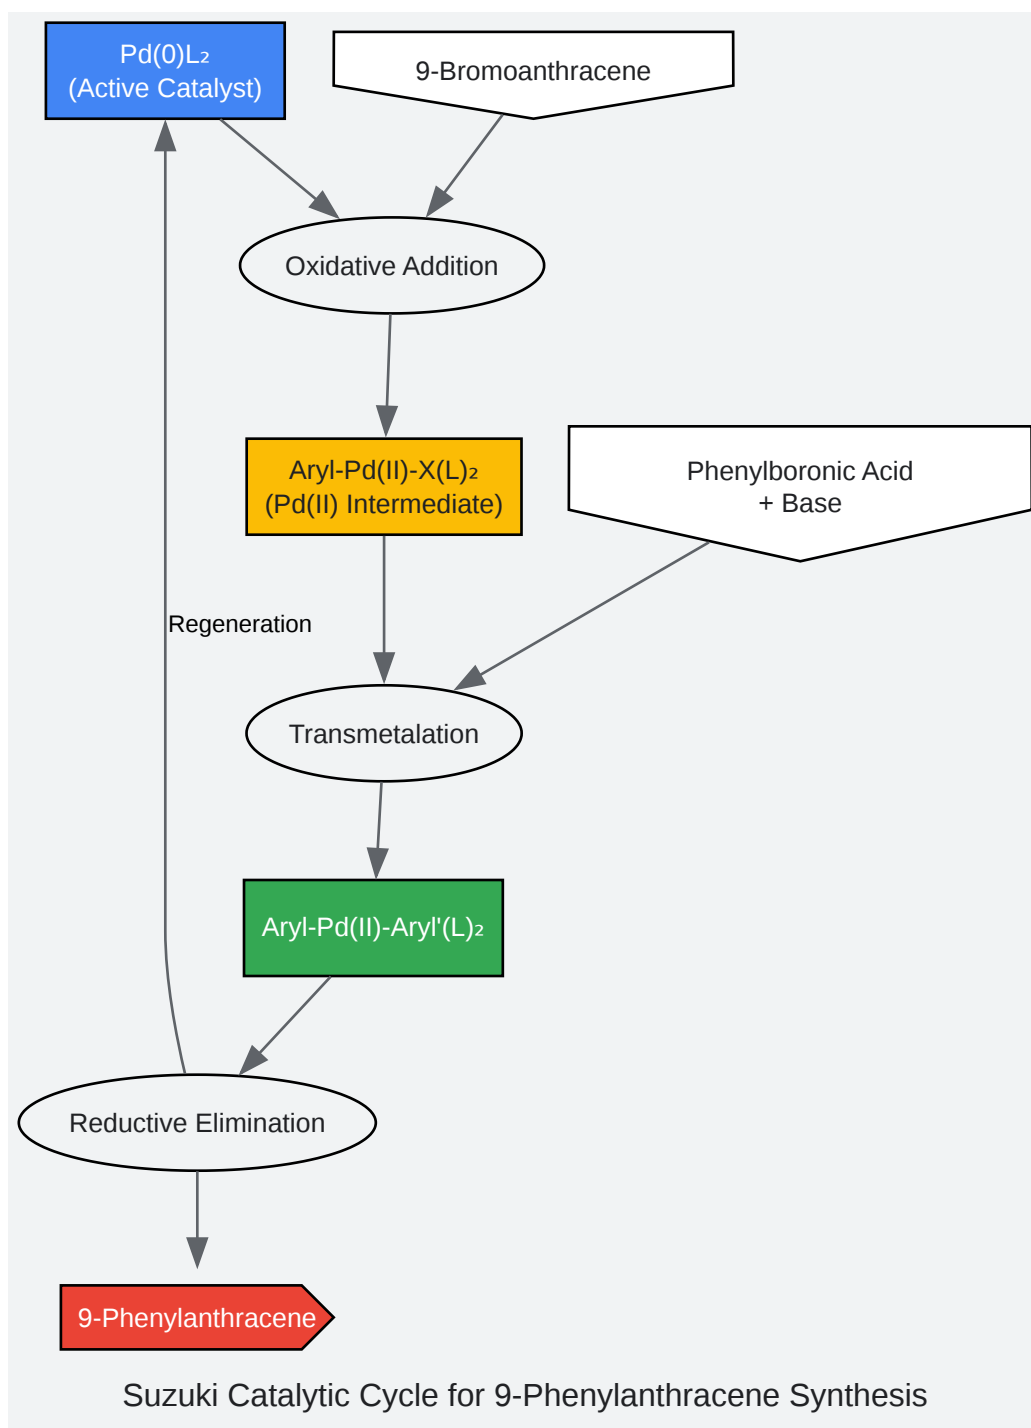 Pd(0)L₂
(Active Catalyst)
9-Bromoanthracene
Oxidative Addition
Aryl-Pd(II)-X(L)₂
(Pd(II) Intermediate)
Phenylboronic Acid
+ Base
Regeneration
Transmetalation
Aryl-Pd(II)-Aryl'(L)₂
Reductive Elimination
9-Phenylanthracene
Suzuki Catalytic Cycle for 9-Phenylanthracene Synthesis